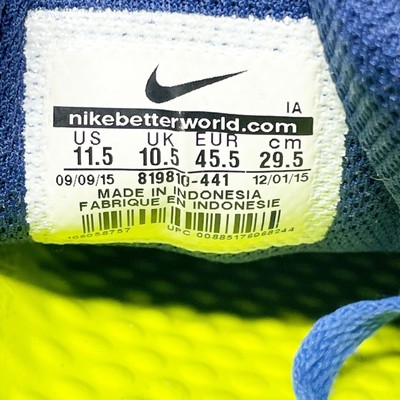 IA
nikebetterworld.com
US UK EUR cm
11.5 10.5 45.5 29.5
09/09/15 819810-441 12/01/15
MADE IN INDONESIA
FABRIQUE EN INDONESIE
UPC